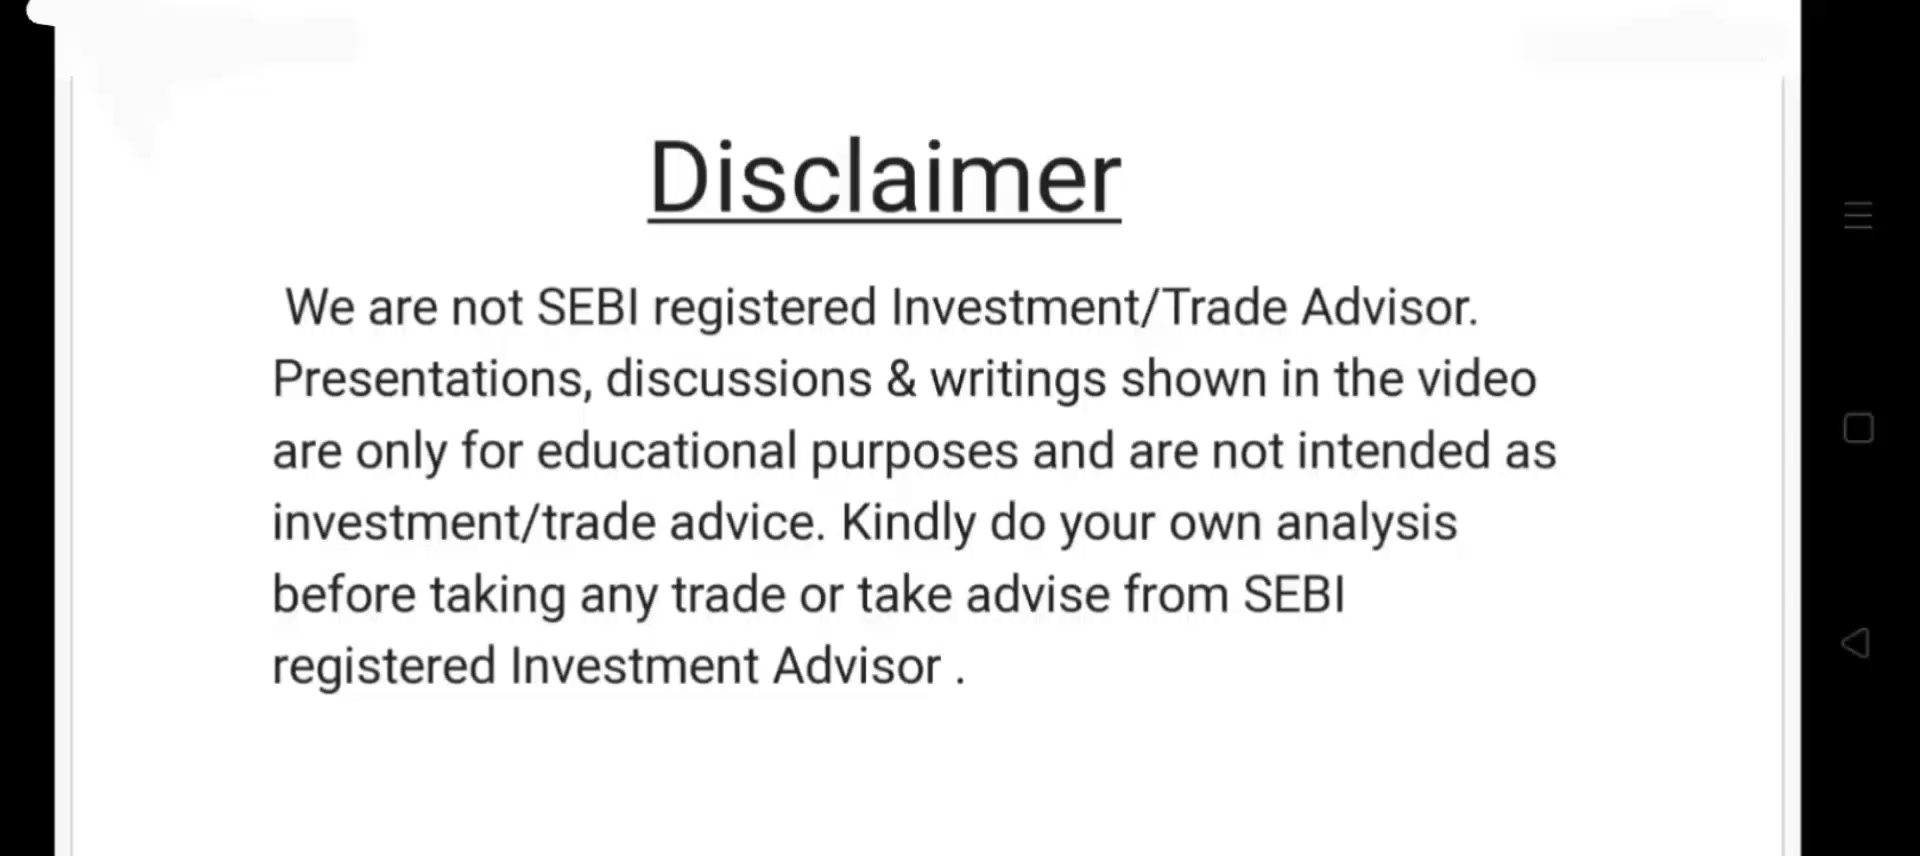 Disclaimer
We are not SEBI registered Investment/Trade Advisor.
Presentations, discussions & writings shown in the video
are only for educational purposes and are not intended as
investment/trade advice. Kindly do your own analysis
before taking any trade or take advise from SEBI
registered Investment Advisor .